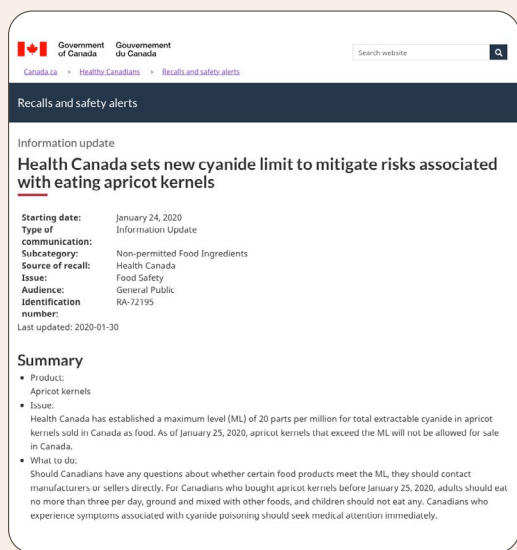 Government of Canada
Gouvernement du Canada
Search website
Canada.ca > Healthy Canadians > Recalls and safety alerts
Recalls and safety alerts
Information update
Health Canada sets new cyanide limit to mitigate risks associated
with eating apricot kernels
Starting date: January 24, 2020
Type of communication: Information Update
Subcategory: Non-permitted Food Ingredients
Source of recall: Health Canada
Issue: Food Safety
Audience: General Public
Identification number: RA-72195
Last updated: 2020-01-30
Summary
• Product:
Apricot kernels
• Issue:
Health Canada has established a maximum level (ML) of 20 parts per million for total extractable cyanide in apricot
kernels sold in Canada as food. As of January 25, 2020, apricot kernels that exceed the ML will not be allowed for sale
in Canada.
• What to do:
Should Canadians have any questions about whether certain food products meet the ML, they should contact
manufacturers or sellers directly. For Canadians who bought apricot kernels before January 25, 2020, adults should eat
no more than three per day, ground and mixed with other foods, and children should not eat any. Canadians who
experience symptoms associated with cyanide poisoning should seek medical attention immediately.